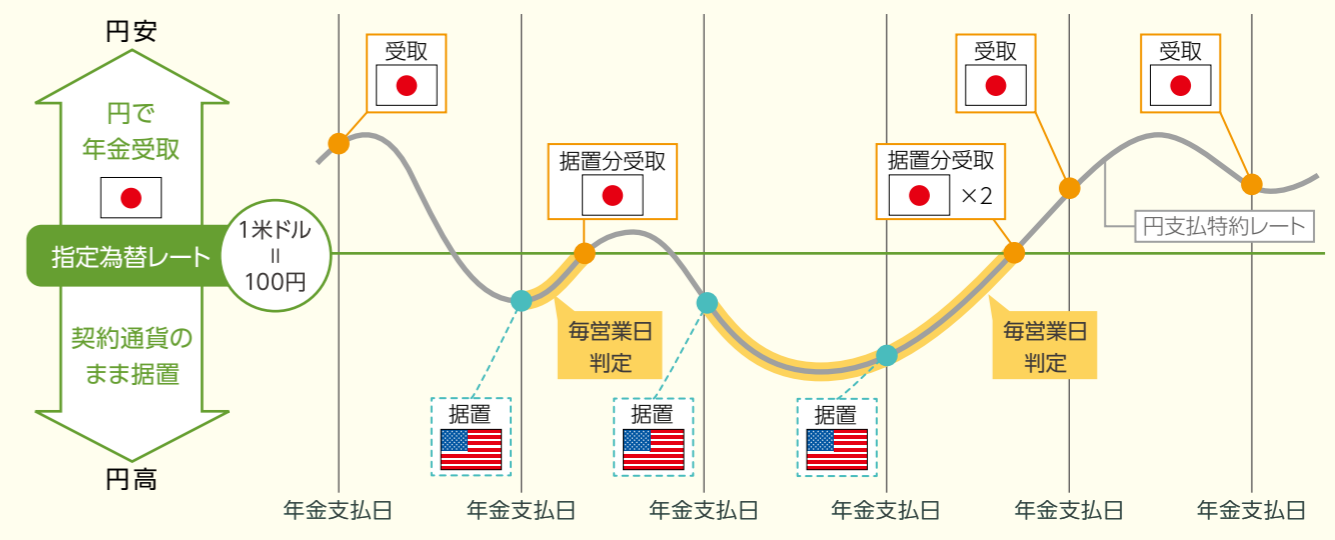 円安
円で
年金受取
指定為替レート
1米ドル
=
100円
契約通貨の
まま据置
円高
受取
据置分受取
据置分受取
×2
受取
受取
円支払特約レート
毎営業日
判定
毎営業日
判定
据置
据置
据置
年金支払日
年金支払日
年金支払日
年金支払日
年金支払日
年金支払日